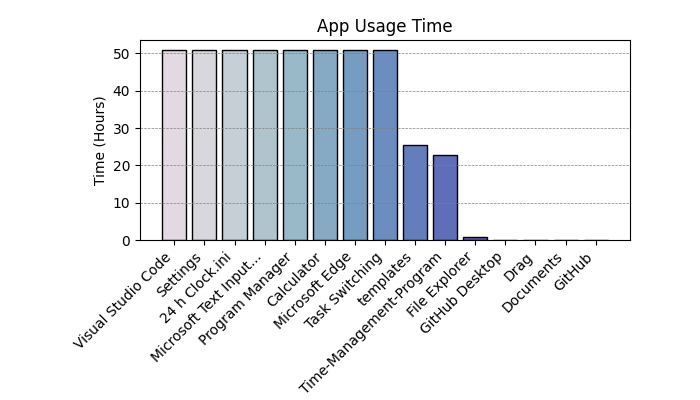 App Usage Time
Time (Hours)
50
40
30
20
10
0
Visual Studio Code
Settings
24 h Clock.ini
Microsoft Text Input...
Program Manager
Calculator
Microsoft Edge
Task Switching
templates
Time-Management-Program
File Explorer
GitHub Desktop
Drag
Documents
GitHub